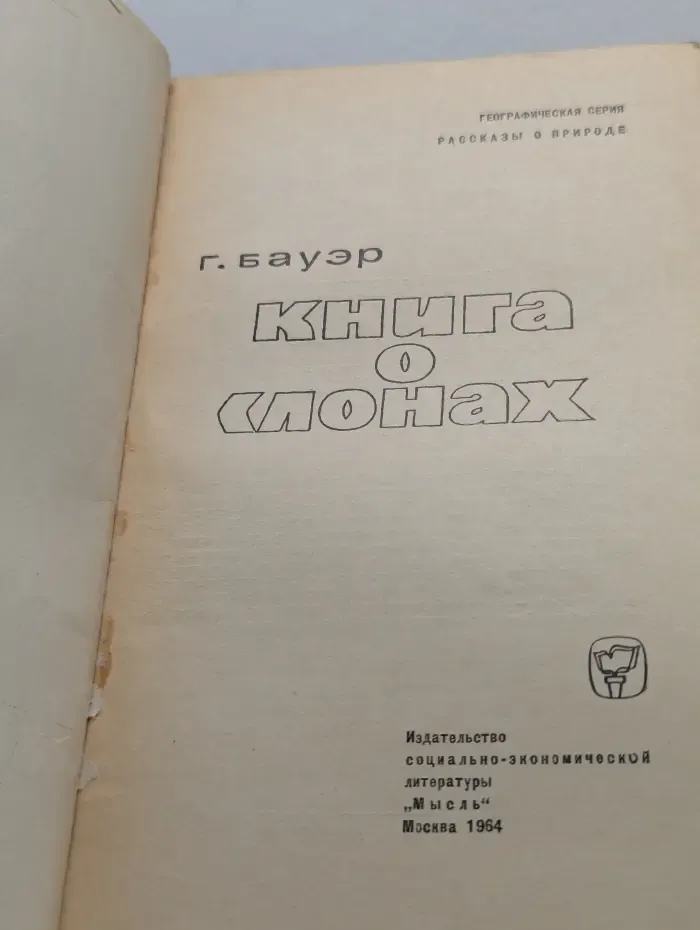 ГЕОГРАФИЧЕСКАЯ СЕРИЯ
РАССКАЗЫ О ПРИРОДЕ
Г. БАУЭР
КНИГА
О
СЛОНАХ
Издательство
социально-экономической
литературы
„Мысль“
Москва 1964